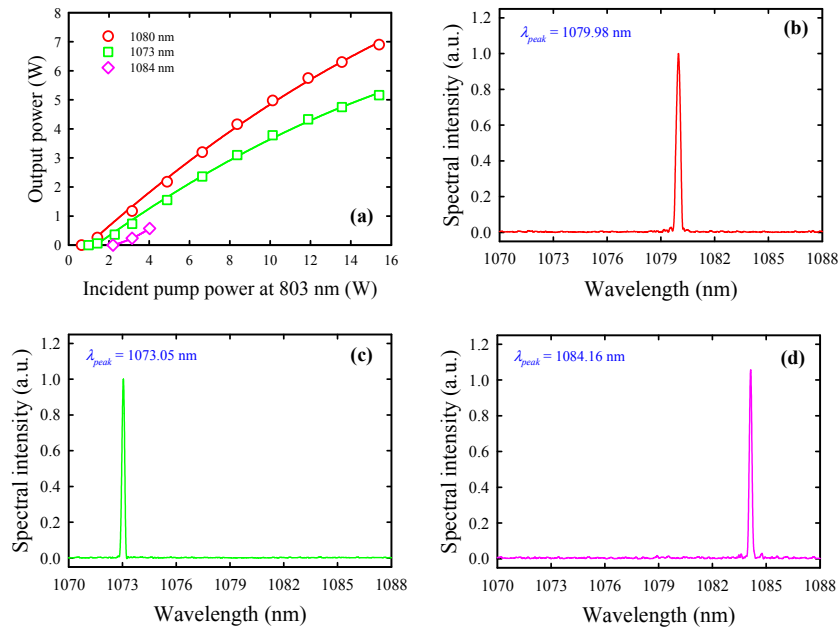 8
7
6
5
4
3
2
1
0
Output power (W)
1080 nm
1073 nm
1084 nm
(a)
0 2 4 6 8 10 12 14 16
Incident pump power at 803 nm (W)
1.2
1.0
0.8
0.6
0.4
0.2
0.0
Spectral intensity (a.u.)
λpeak = 1079.98 nm
(b)
1070 1073 1076 1079 1082 1085 1088
Wavelength (nm)
1.2
1.0
0.8
0.6
0.4
0.2
0.0
Spectral intensity (a.u.)
λpeak = 1073.05 nm
(c)
1070 1073 1076 1079 1082 1085 1088
Wavelength (nm)
1.2
1.0
0.8
0.6
0.4
0.2
0.0
Spectral intensity (a.u.)
λpeak = 1084.16 nm
(d)
1070 1073 1076 1079 1082 1085 1088
Wavelength (nm)